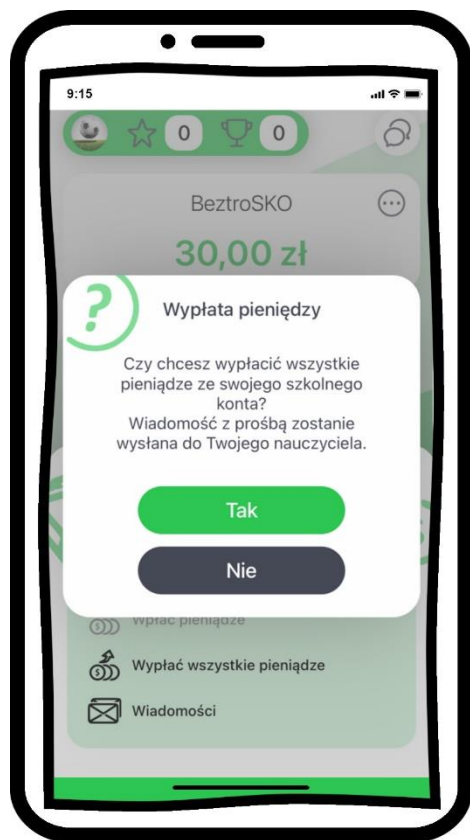 9:15
0 0
BeztroSKO
30,00 zł
Wypłata pieniędzy
Czy chcesz wypłacić wszystkie
pieniądze ze swojego szkolnego
konta?
Wiadomość z prośbą zostanie
wysłana do Twojego nauczyciela.
Tak
Nie
Wpłać pieniądze
Wypłać wszystkie pieniądze
Wiadomości